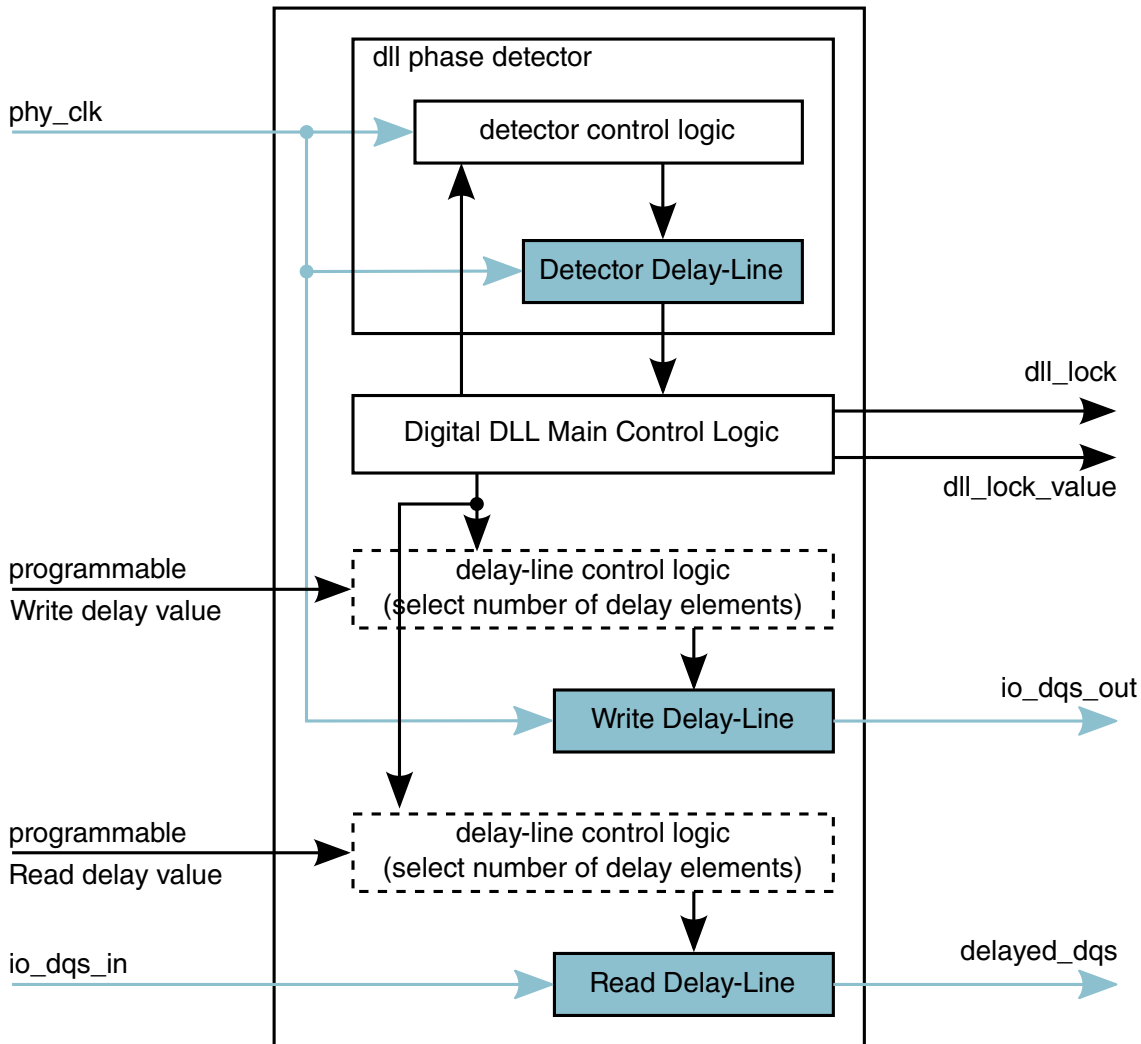 dll phase detector
phy_clk
detector control logic
Detector Delay-Line
dll_lock
Digital DLL Main Control Logic
dll_lock_value
programmable
Write delay value
delay-line control logic
(select number of delay elements)
io_dqs_out
Write Delay-Line
programmable
Read delay value
delay-line control logic
(select number of delay elements)
io_dqs_in
delayed_dqs
Read Delay-Line